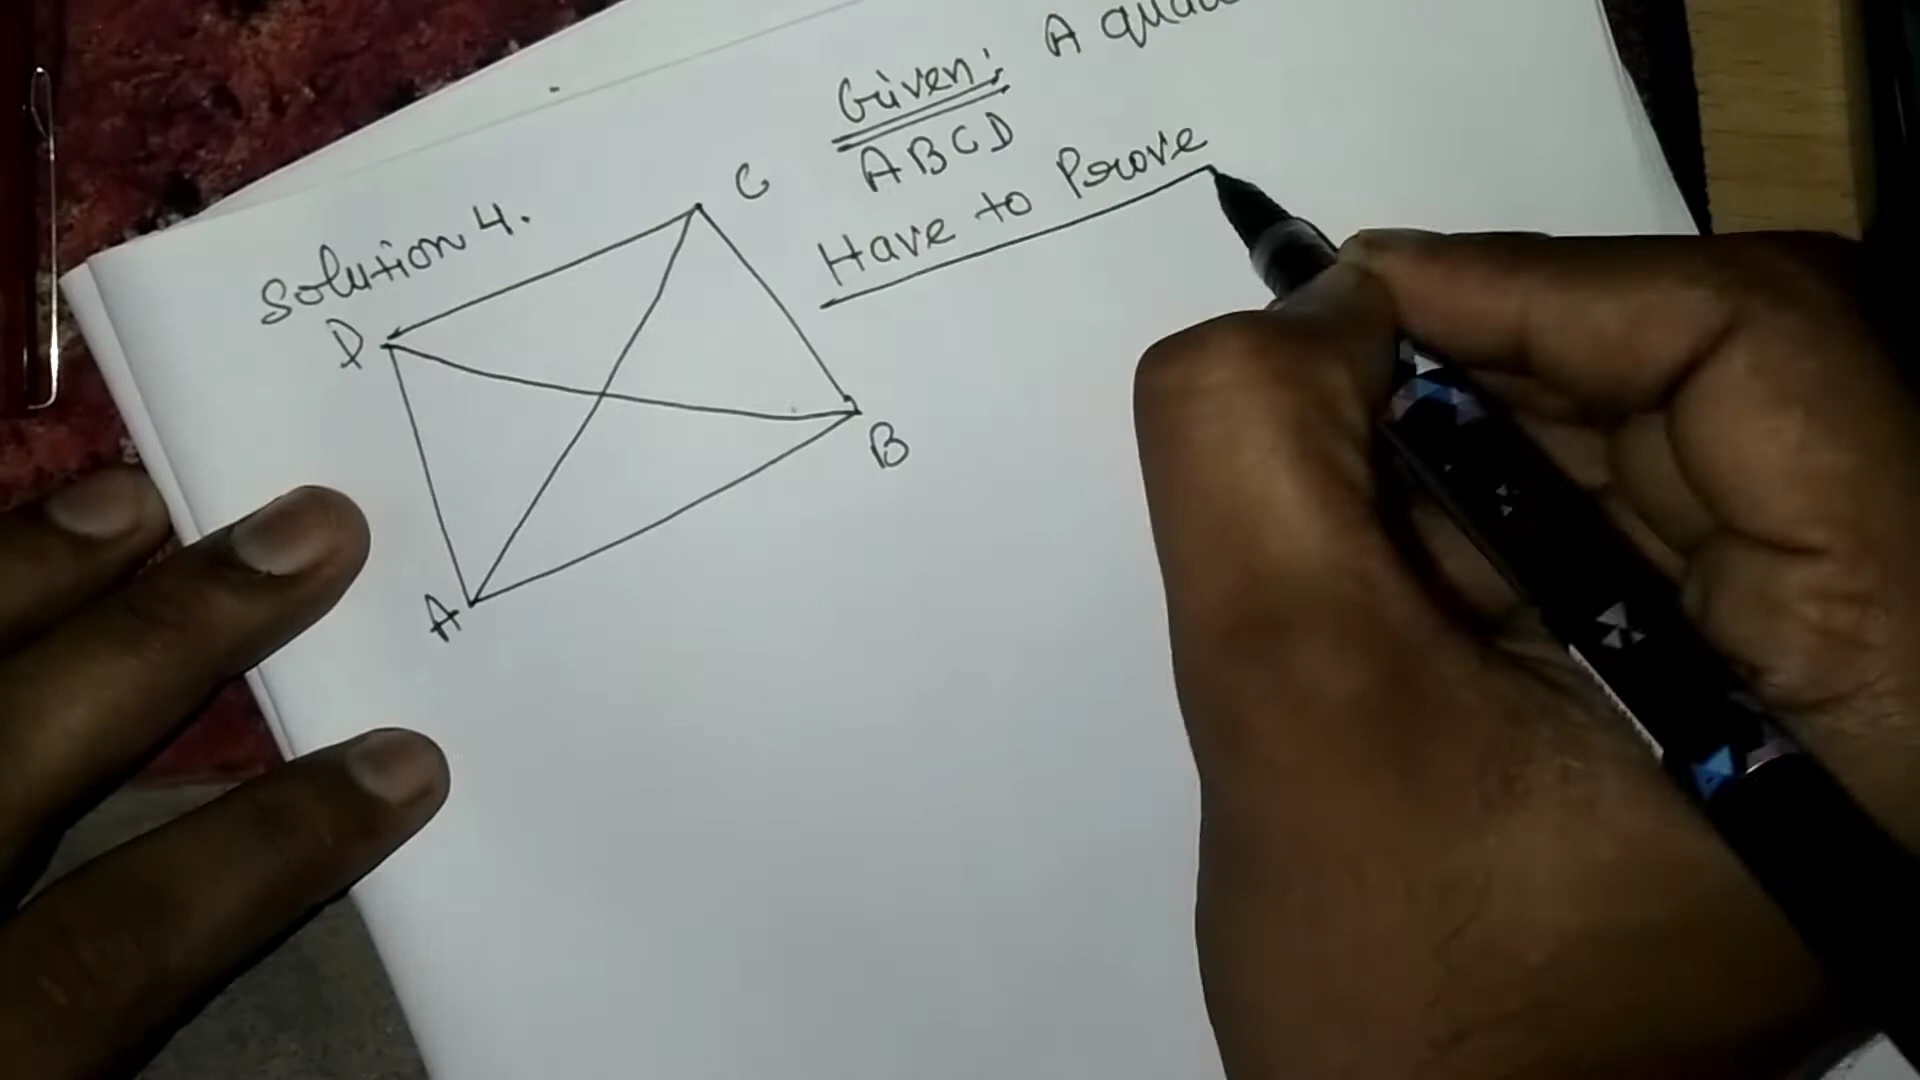 Given: A
ABCD
Have to Prove
Solution 4.
C
D
B
A